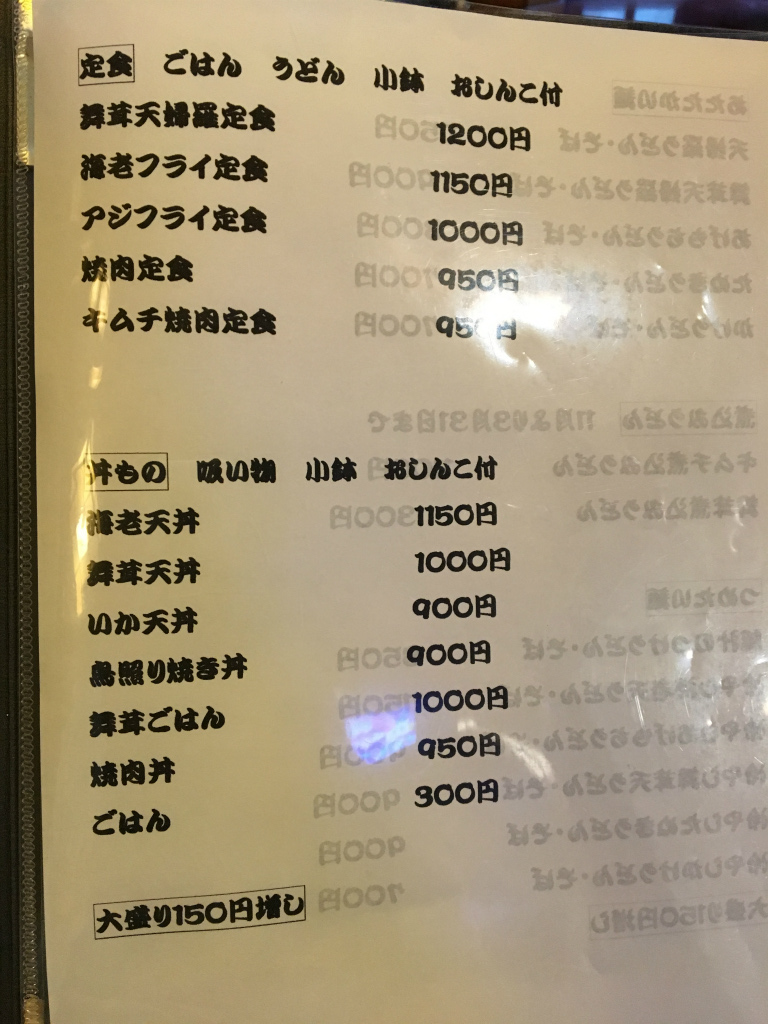 定食 ごはん うどん 小鉢 おしんこ付
舞茸天婦羅定食 1200円
海老フライ定食 1150円
アジフライ定食 1000円
焼肉定食 950円
キムチ焼肉定食 95 円
丼もの 吸い物 小鉢 おしんこ付
海老天丼 1150円
舞茸天丼 1000円
いか天丼 900円
鳥照り焼き丼 900円
舞茸ごはん 1000円
焼肉丼 950円
ごはん 300円
大盛り150円増し